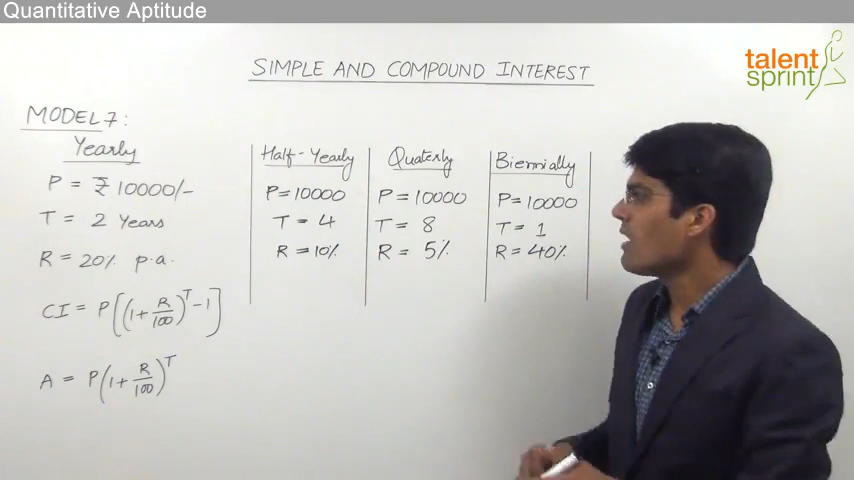 Quantitative Aptitude
talent
sprint
SIMPLE AND COMPOUND INTEREST
MODEL 7:
Yearly
P = ₹ 10000/-
T = 2 Years
R = 20% p.a.
CI = P[(1+R/100)^T-1]
A = P(1+R/100)^T
Half-Yearly
P=10000
T = 4
R = 10%
Quaterly
P = 10000
T = 8
R = 5%
Biennially
P=10000
T = 1
R = 40%